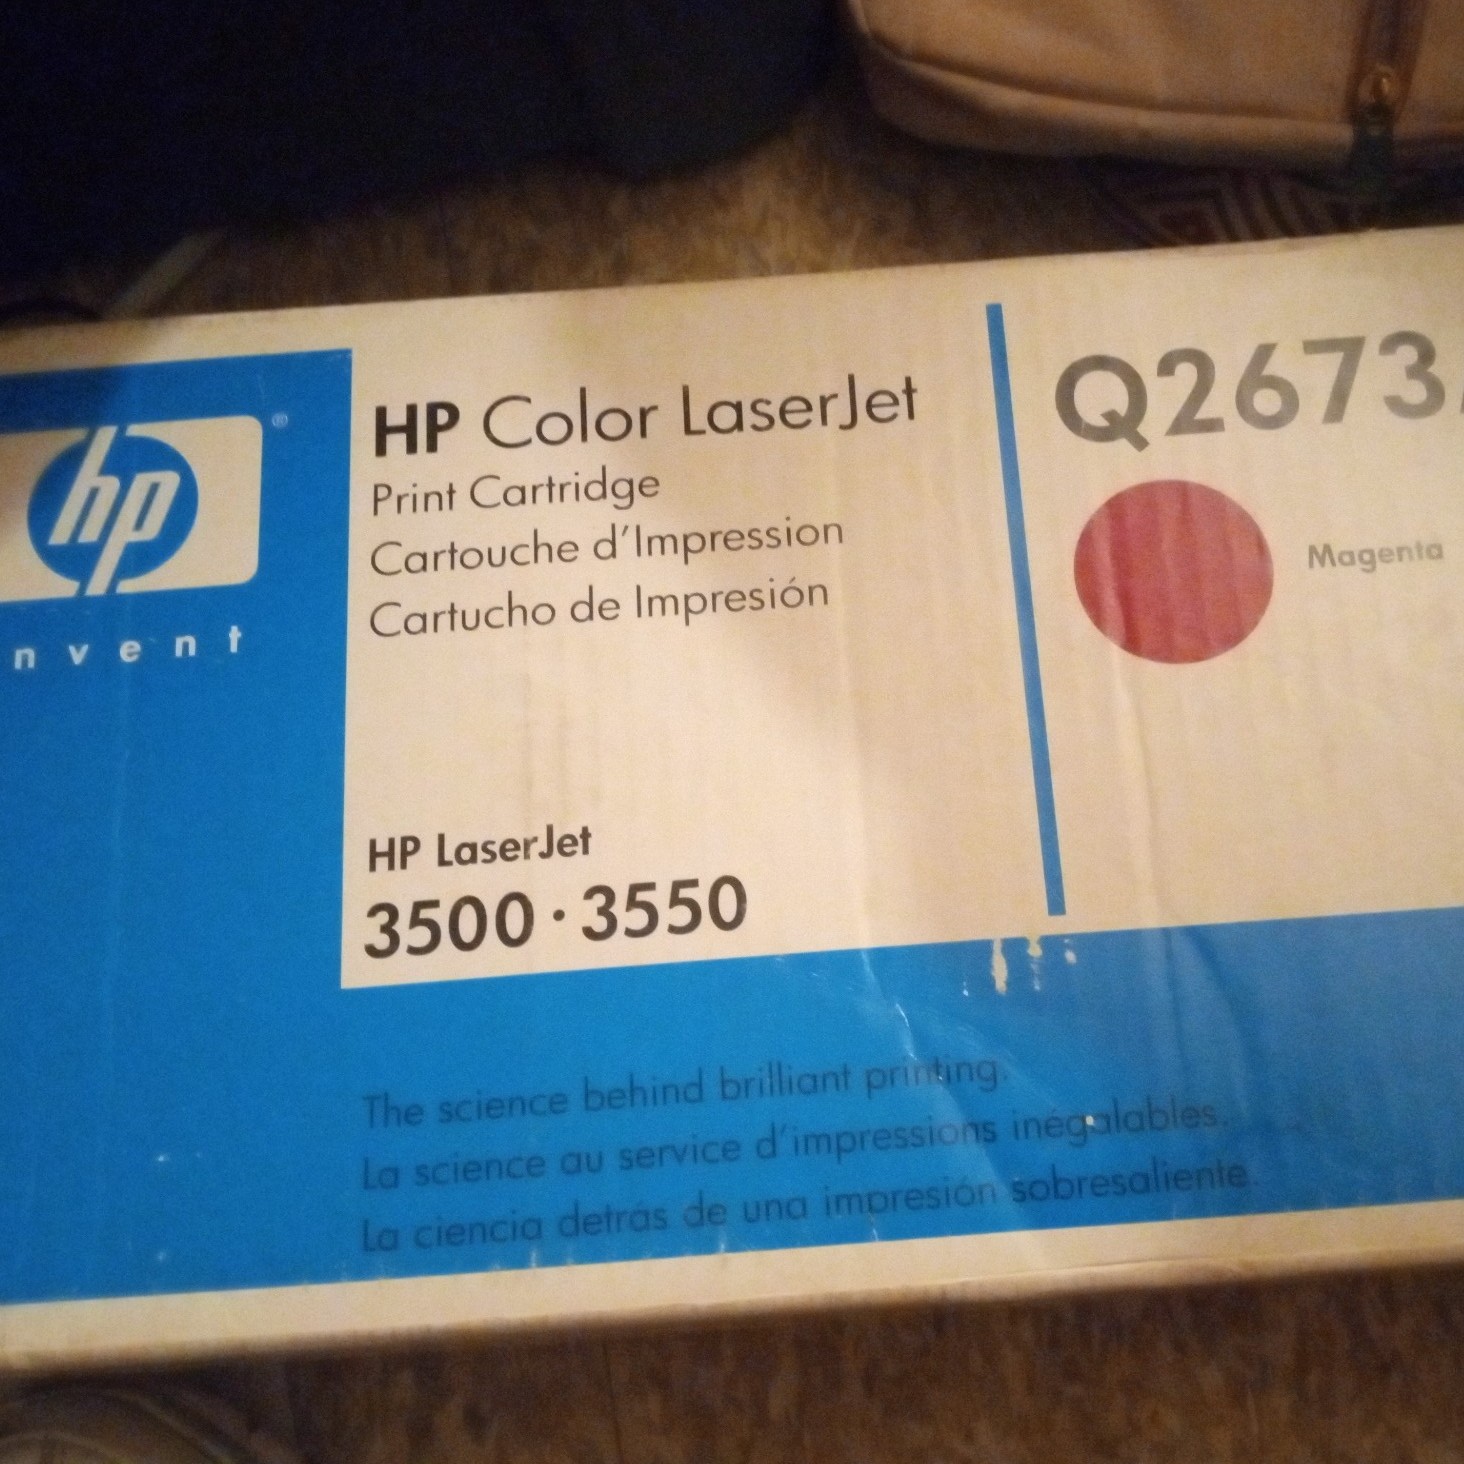 hp
®
nvent
HP Color LaserJet
Print Cartridge
Cartouche d'Impression
Cartucho de Impresión
HP LaserJet
3500 · 3550
Q2673
Magenta
The science behind brilliant printing.
La science au service d'impressions inégalables.
La ciencia detrás de una impresión sobresaliente.